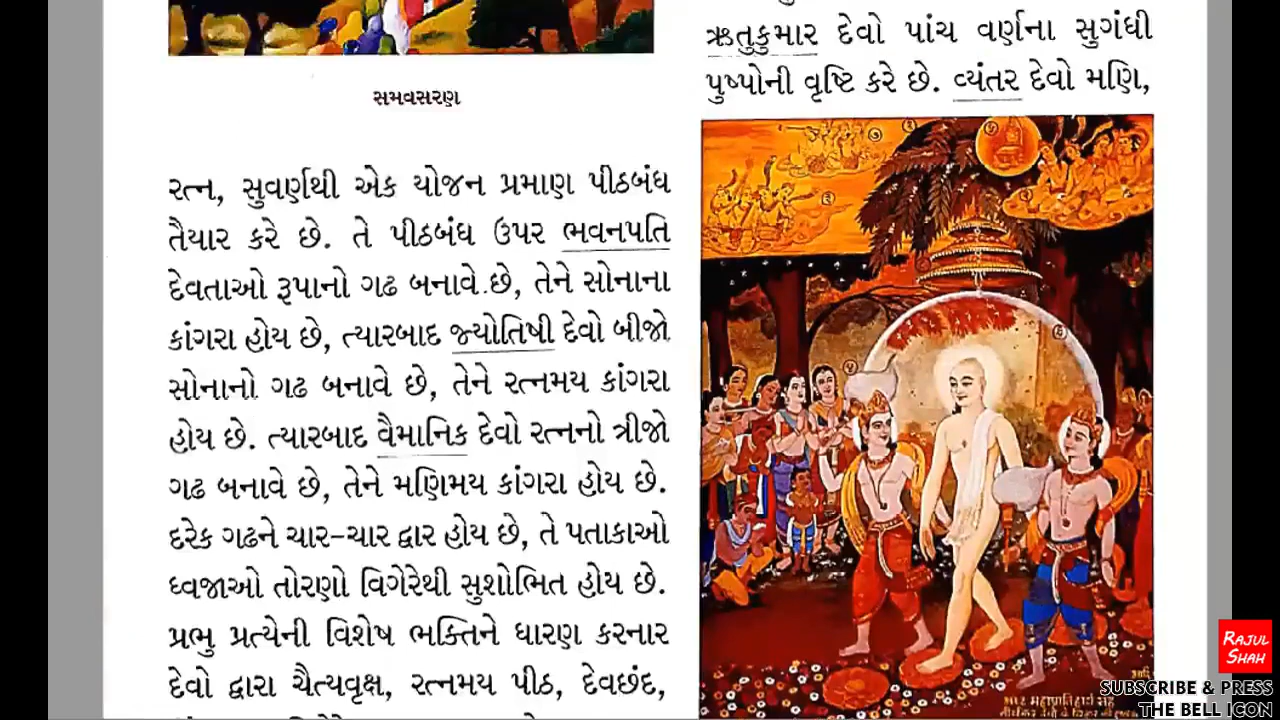 ઋતુકુમાર દેવો પાંચ વર્ણના સુગંધી
પુષ્પોની વૃષ્ટિ કરે છે. વ્યંતર દેવો મણિ,
સમવસરણ
રત્ન, સુવર્ણથી એક યોજન પ્રમાણ પીઠબંધ
તૈયાર કરે છે. તે પીઠબંધ ઉપર ભવનપતિ
દેવતાઓ રૂપાનો ગઢ બનાવે છે, તેને સોનાના
કાંગરા હોય છે, ત્યારબાદ જ્યોતિષી દેવો બીજો
સોનાનો ગઢ બનાવે છે, તેને રત્નમય કાંગરા
હોય છે. ત્યારબાદ વૈમાનિક દેવો રત્નનો ત્રીજો
ગઢ બનાવે છે, તેને મણિમય કાંગરા હોય છે.
દરેક ગઢને ચાર-ચાર દ્વાર હોય છે, તે પતાકાઓ
ધ્વજાઓ તોરણો વિગેરેથી સુશોભિત હોય છે.
પ્રભુ પ્રત્યેની વિશેષ ભક્તિને ધારણ કરનાર
દેવો દ્વારા ચૈત્યવૃક્ષ, રત્નમય પીઠ, દેવછંદ,
RAJUL
SHAH
SUBSCRIBE & PRESS
THE BELL ICON